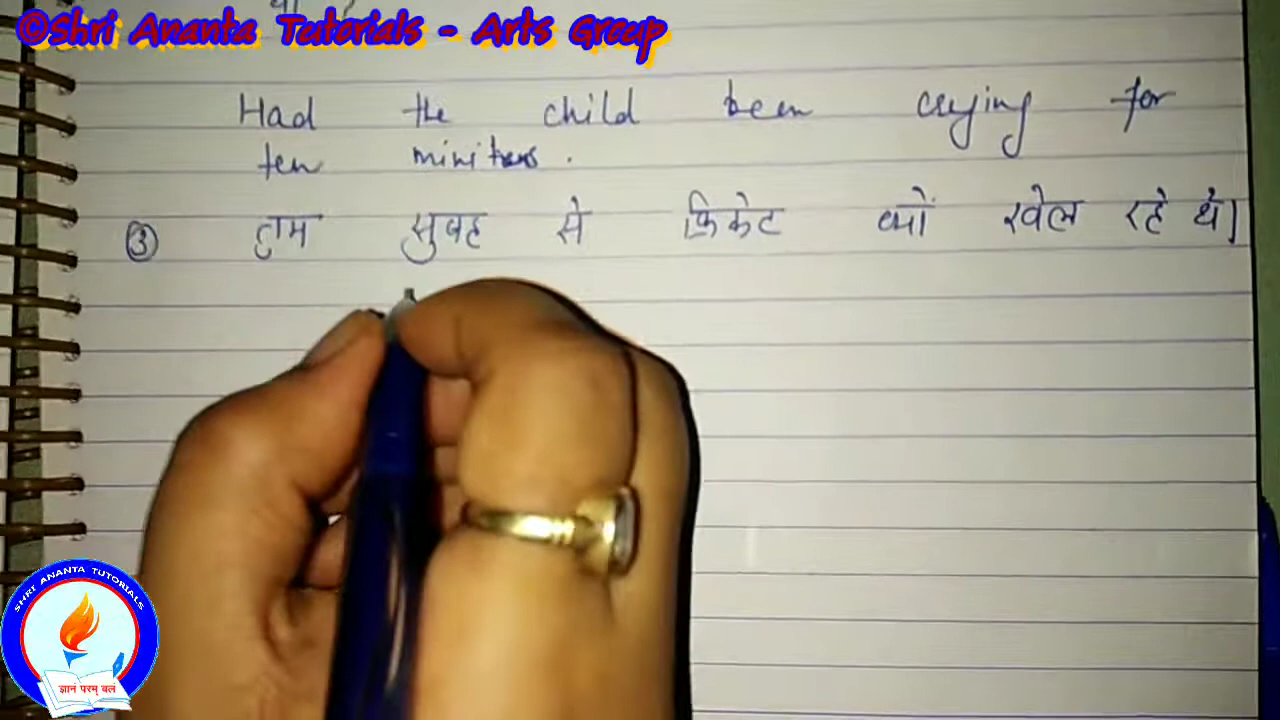 ©Shri Ananta Tutorials - Arts Group
Had the child been crying for
ten
③ तुम सुबह से क्रिकेट क्यों खेल रहे थे।
SHRI ANANTA TUTORIALS
ज्ञान परम् बलं